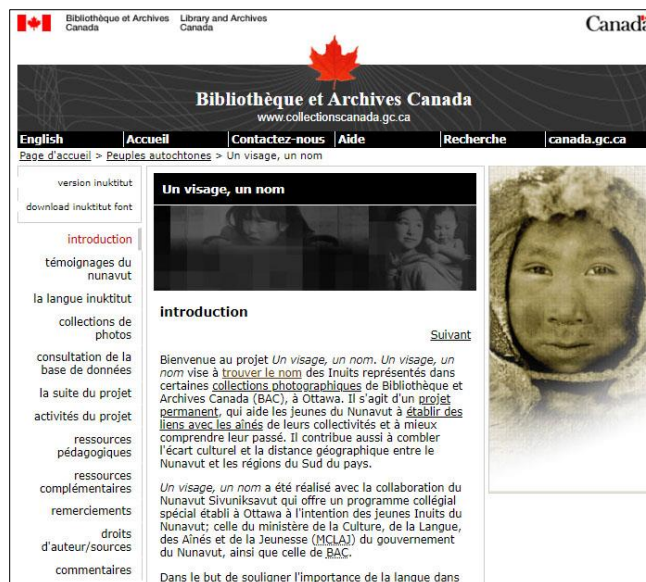 Bibliothèque et Archives Canada
Library and Archives Canada
Canada
Bibliothèque et Archives Canada
www.collectionscanada.gc.ca
English Accueil Contactez-nous Aide Recherche canada.gc.ca
Page d'accueil > Peuples autochtones > Un visage, un nom
version inuktitut
download inuktitut font
introduction
témoignages du
nunavut
la langue inuktitut
collections de
photos
consultation de la
base de données
la suite du projet
activités du projet
ressources
pédagogiques
ressources
complémentaires
remerciements
droits
d'auteur/sources
commentaires
Un visage, un nom
introduction
Suivant
Bienvenue au projet Un visage, un nom. Un visage, un
nom vise à trouver le nom des Inuits représentés dans
certaines collections photographiques de Bibliothèque et
Archives Canada (BAC), à Ottawa. Il s'agit d'un projet
permanent, qui aide les jeunes du Nunavut à établir des
liens avec les aînés de leurs collectivités et à mieux
comprendre leur passé. Il contribue aussi à combler
l'écart culturel et la distance géographique entre le
Nunavut et les régions du Sud du pays.
Un visage, un nom a été réalisé avec la collaboration du
Nunavut Sivuniksavut qui offre un programme collégial
spécial établi à Ottawa à l'intention des jeunes Inuits du
Nunavut; celle du ministère de la Culture, de la Langue,
des Aînés et de la Jeunesse (MCLAJ) du gouvernement
du Nunavut, ainsi que celle de BAC.
Dans le but de souligner l'importance de la langue dans